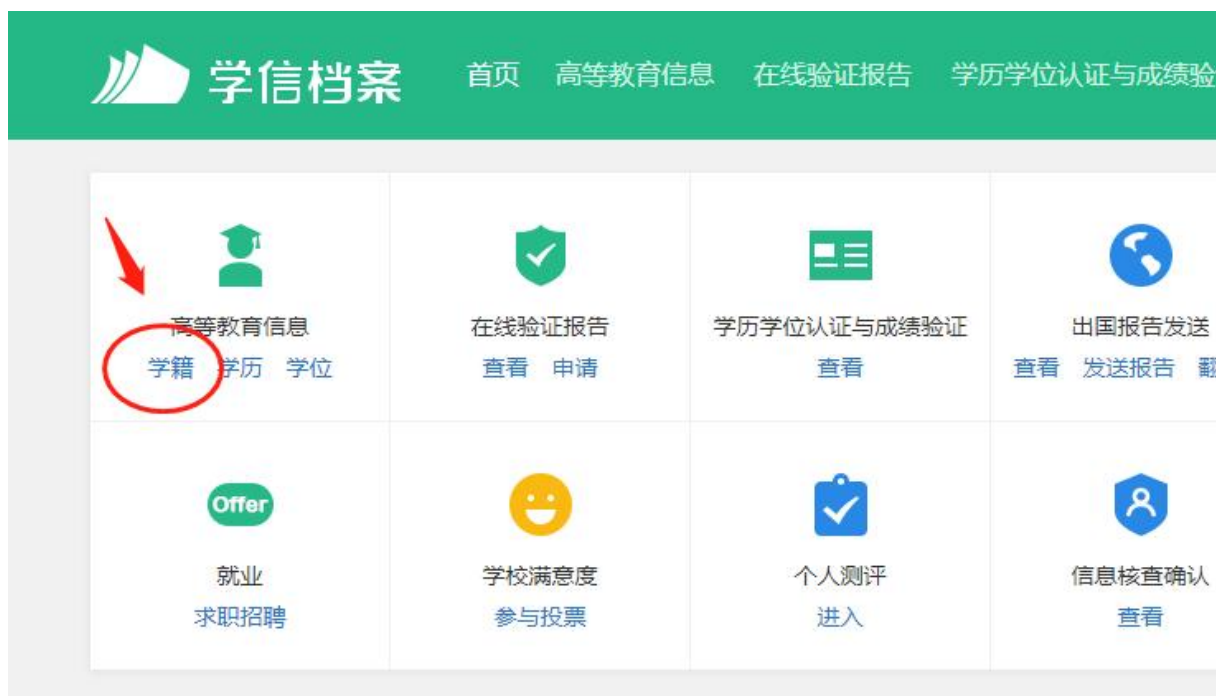 学信档案 首页 高等教育信息 在线验证报告 学历学位认证与成绩验
高等教育信息 在线验证报告 学历学位认证与成绩验证 出国报告发送
学籍 学历 学位 查看 申请 查看 查看 发送报告 翻
Offer
就业 学校满意度 个人测评 信息核查确认
求职招聘 参与投票 进入 查看